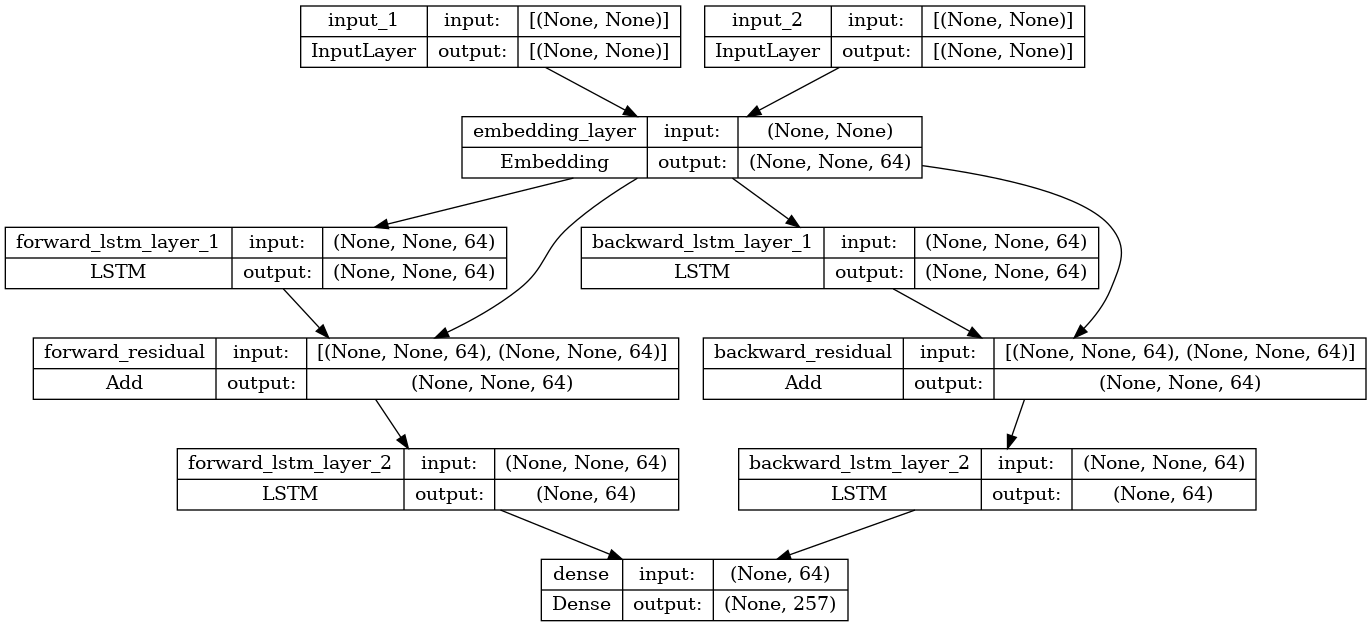 input_1 input: [(None, None)]
InputLayer output: [(None, None)]
input_2 input: [(None, None)]
InputLayer output: [(None, None)]
embedding_layer input: (None, None)
Embedding output: (None, None, 64)
forward_lstm_layer_1 input: (None, None, 64)
LSTM output: (None, None, 64)
backward_lstm_layer_1 input: (None, None, 64)
LSTM output: (None, None, 64)
forward_residual input: [(None, None, 64), (None, None, 64)]
Add output: (None, None, 64)
backward_residual input: [(None, None, 64), (None, None, 64)]
Add output: (None, None, 64)
forward_lstm_layer_2 input: (None, None, 64)
LSTM output: (None, 64)
backward_lstm_layer_2 input: (None, None, 64)
LSTM output: (None, 64)
dense input: (None, 64)
Dense output: (None, 257)